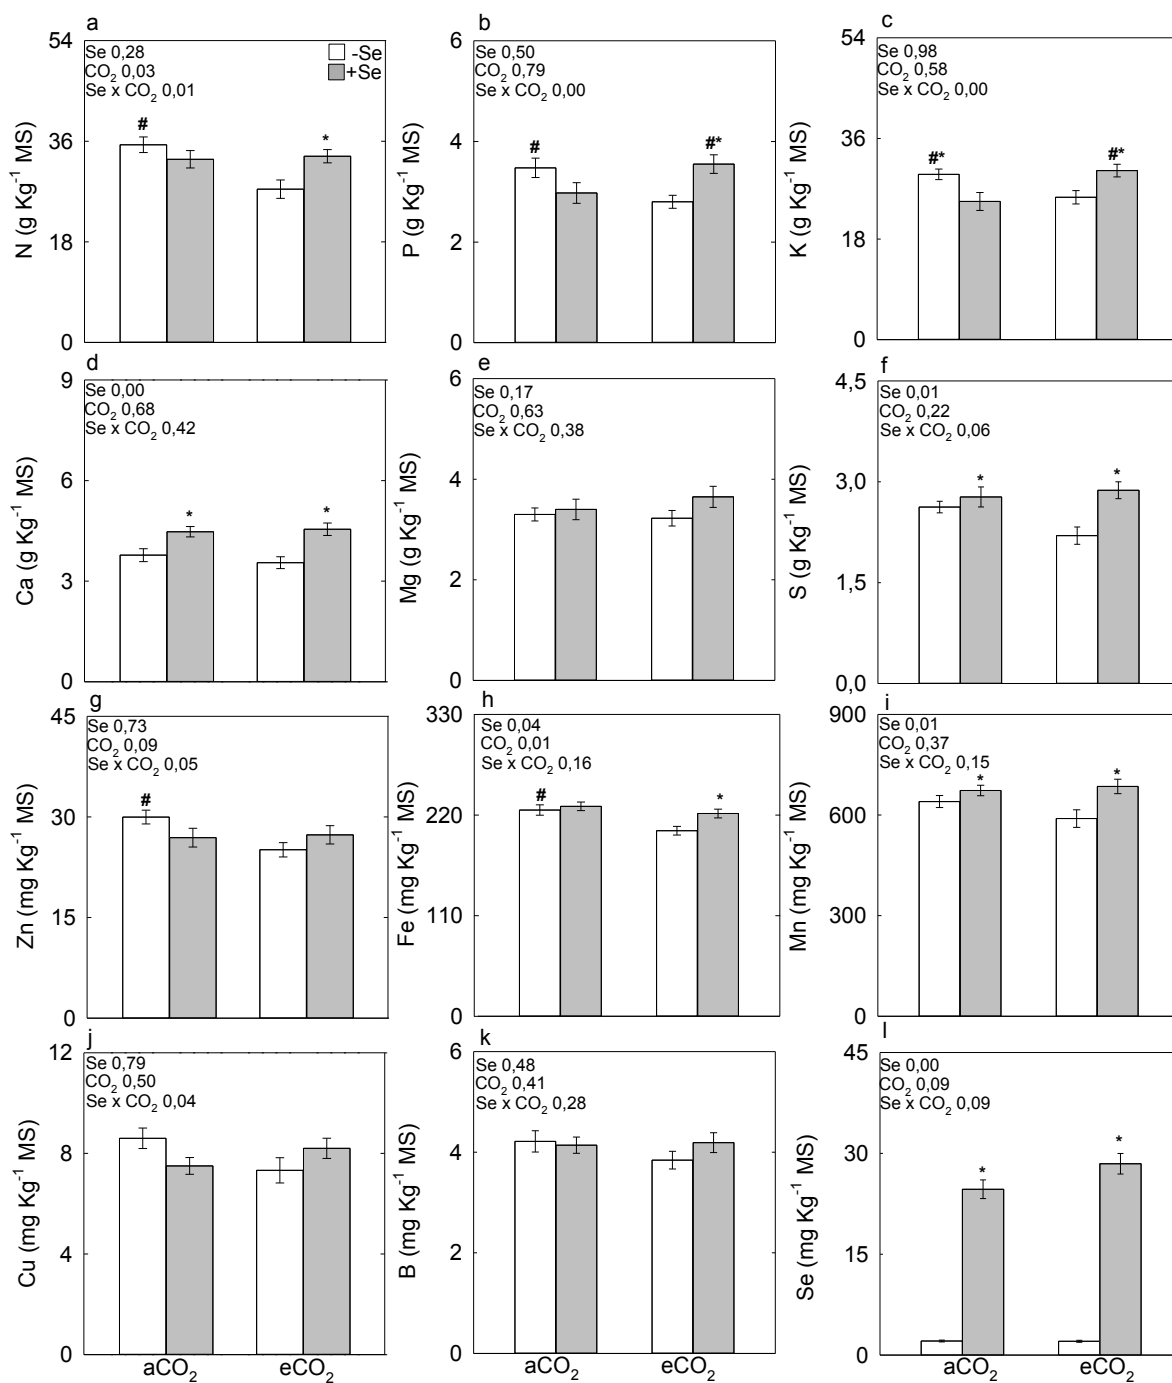 a
54
Se 0,28
CO2 0,03
Se x CO2 0,01
-Se
+Se
#
*
36
18
0
N (g Kg-1 MS)
b
6
Se 0,50
CO2 0,79
Se x CO2 0,00
#
#*
4
2
0
P (g Kg-1 MS)
c
54
Se 0,98
CO2 0,58
Se x CO2 0,00
#*
#*
36
18
0
K (g Kg-1 MS)
d
9
Se 0,00
CO2 0,68
Se x CO2 0,42
*
*
6
3
0
Ca (g Kg-1 MS)
e
6
Se 0,17
CO2 0,63
Se x CO2 0,38
4
2
0
Mg (g Kg-1 MS)
f
4,5
Se 0,01
CO2 0,22
Se x CO2 0,06
*
*
3,0
1,5
0,0
S (g Kg-1 MS)
g
45
Se 0,73
CO2 0,09
Se x CO2 0,05
#
30
15
0
Zn (mg Kg-1 MS)
h
330
Se 0,04
CO2 0,01
Se x CO2 0,16
#
*
220
110
0
Fe (mg Kg-1 MS)
i
900
Se 0,01
CO2 0,37
Se x CO2 0,15
*
*
600
300
0
Mn (mg Kg-1 MS)
j
12
Se 0,79
CO2 0,50
Se x CO2 0,04
8
4
0
Cu (mg Kg-1 MS)
aCO2
eCO2
k
6
Se 0,48
CO2 0,41
Se x CO2 0,28
4
2
0
B (mg Kg-1 MS)
aCO2
eCO2
l
45
Se 0,00
CO2 0,09
Se x CO2 0,09
*
*
30
15
0
Se (mg Kg-1 MS)
aCO2
eCO2